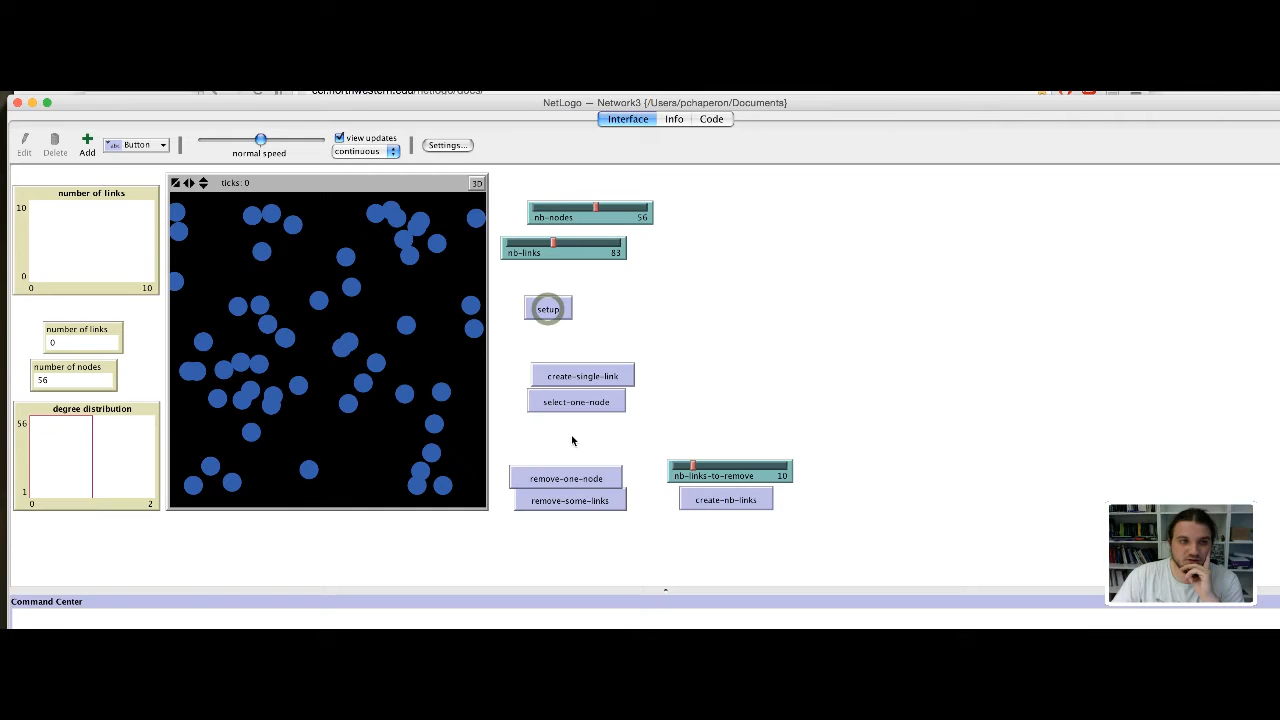 NetLogo — Network3 {/Users/pchaperon/Documents}
Interface Info Code
Edit Delete Add abc Button normal speed view updates continuous Settings...
number of links
10
0
0 10
number of links
0
number of nodes
56
degree distribution
56
1
0 2
ticks: 0 3D
nb-nodes 56
nb-links 83
setup
create-single-link
select-one-node
remove-one-node
remove-some-links
nb-links-to-remove 10
create-nb-links
Command Center